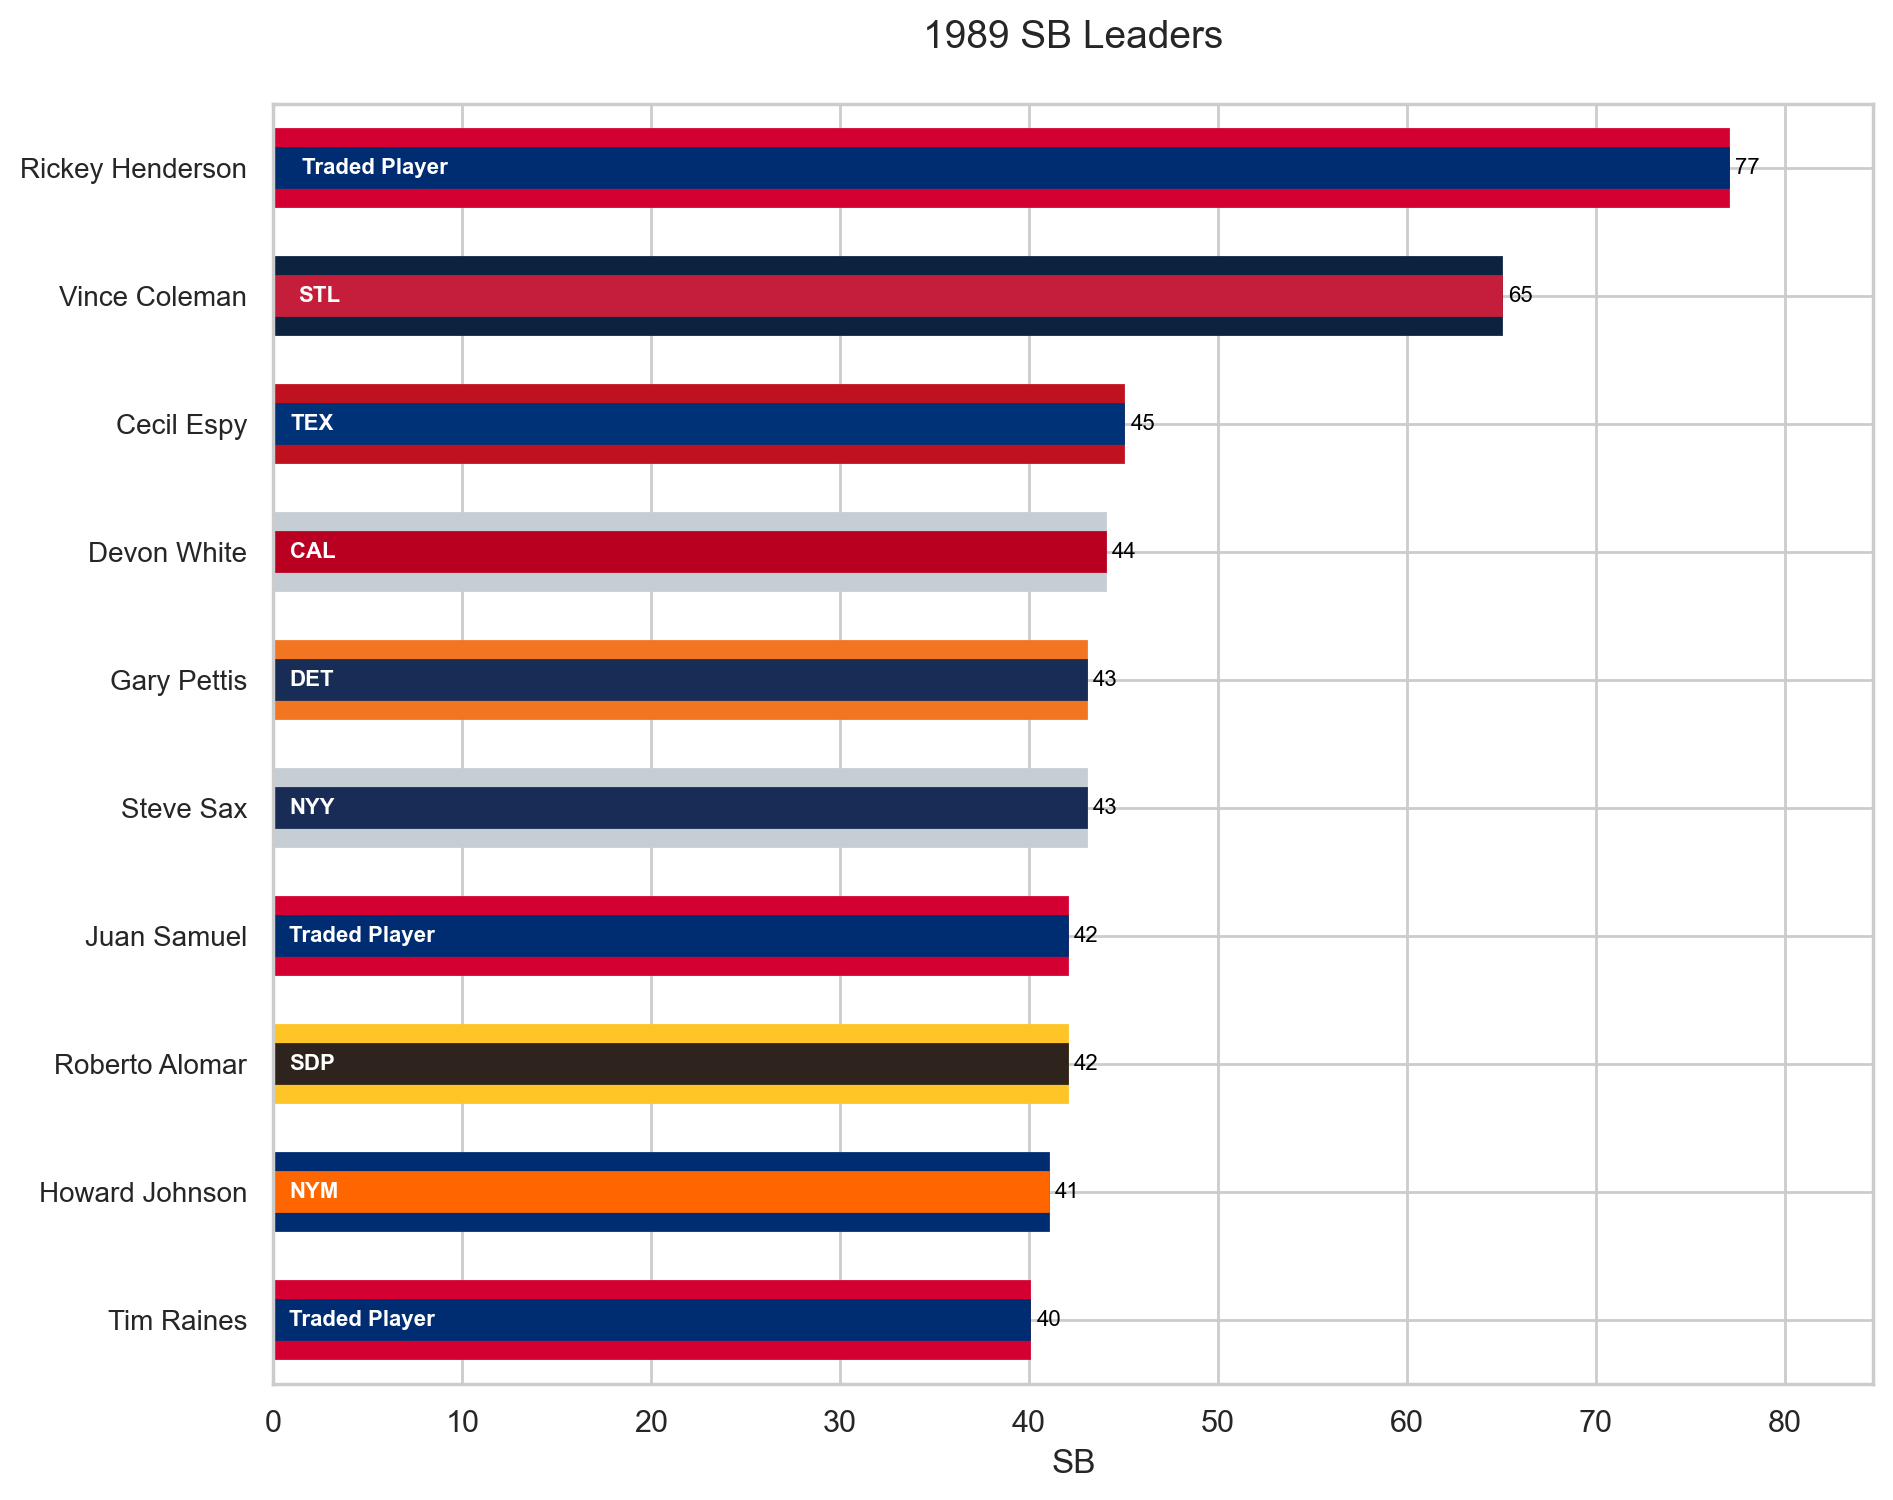 1989 SB Leaders
Rickey Henderson
Traded Player
77
Vince Coleman
STL
65
Cecil Espy
TEX
45
Devon White
CAL
44
Gary Pettis
DET
43
Steve Sax
NYY
43
Juan Samuel
Traded Player
42
Roberto Alomar
SDP
42
Howard Johnson
NYM
41
Tim Raines
Traded Player
40
0 10 20 30 40 50 60 70 80
SB